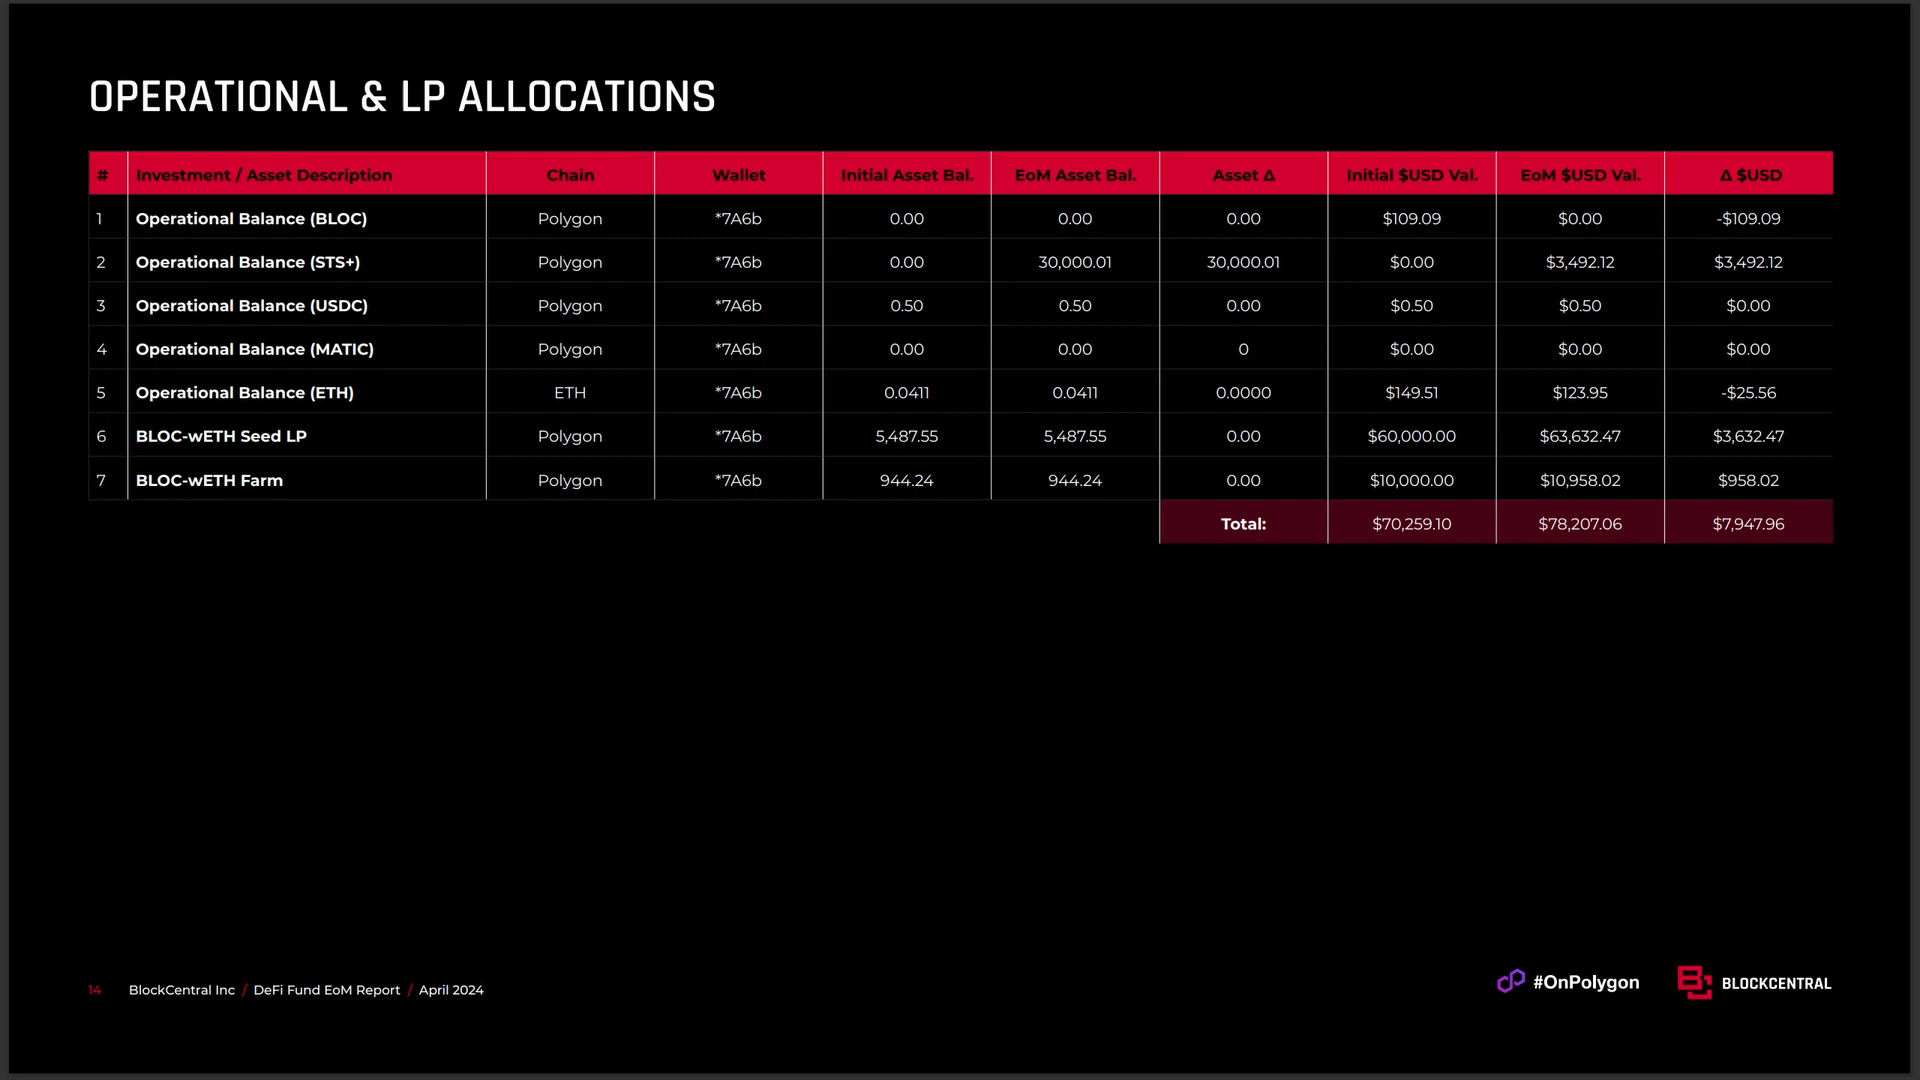 OPERATIONAL & LP ALLOCATIONS
# Investment / Asset Description Chain Wallet Initial Asset Bal. EoM Asset Bal. Asset Δ Initial $USD Val. EoM $USD Val. Δ $USD
1 Operational Balance (BLOC) Polygon *7A6b 0.00 0.00 0.00 $109.09 $0.00 -$109.09
2 Operational Balance (STS+) Polygon *7A6b 0.00 30,000.01 30,000.01 $0.00 $3,492.12 $3,492.12
3 Operational Balance (USDC) Polygon *7A6b 0.50 0.50 0.00 $0.50 $0.50 $0.00
4 Operational Balance (MATIC) Polygon *7A6b 0.00 0.00 0 $0.00 $0.00 $0.00
5 Operational Balance (ETH) ETH *7A6b 0.0411 0.0411 0.0000 $149.51 $123.95 -$25.56
6 BLOC-wETH Seed LP Polygon *7A6b 5,487.55 5,487.55 0.00 $60,000.00 $63,632.47 $3,632.47
7 BLOC-wETH Farm Polygon *7A6b 944.24 944.24 0.00 $10,000.00 $10,958.02 $958.02
Total: $70,259.10 $78,207.06 $7,947.96
14 BlockCentral Inc / DeFi Fund EoM Report / April 2024
#OnPolygon
BLOCKCENTRAL